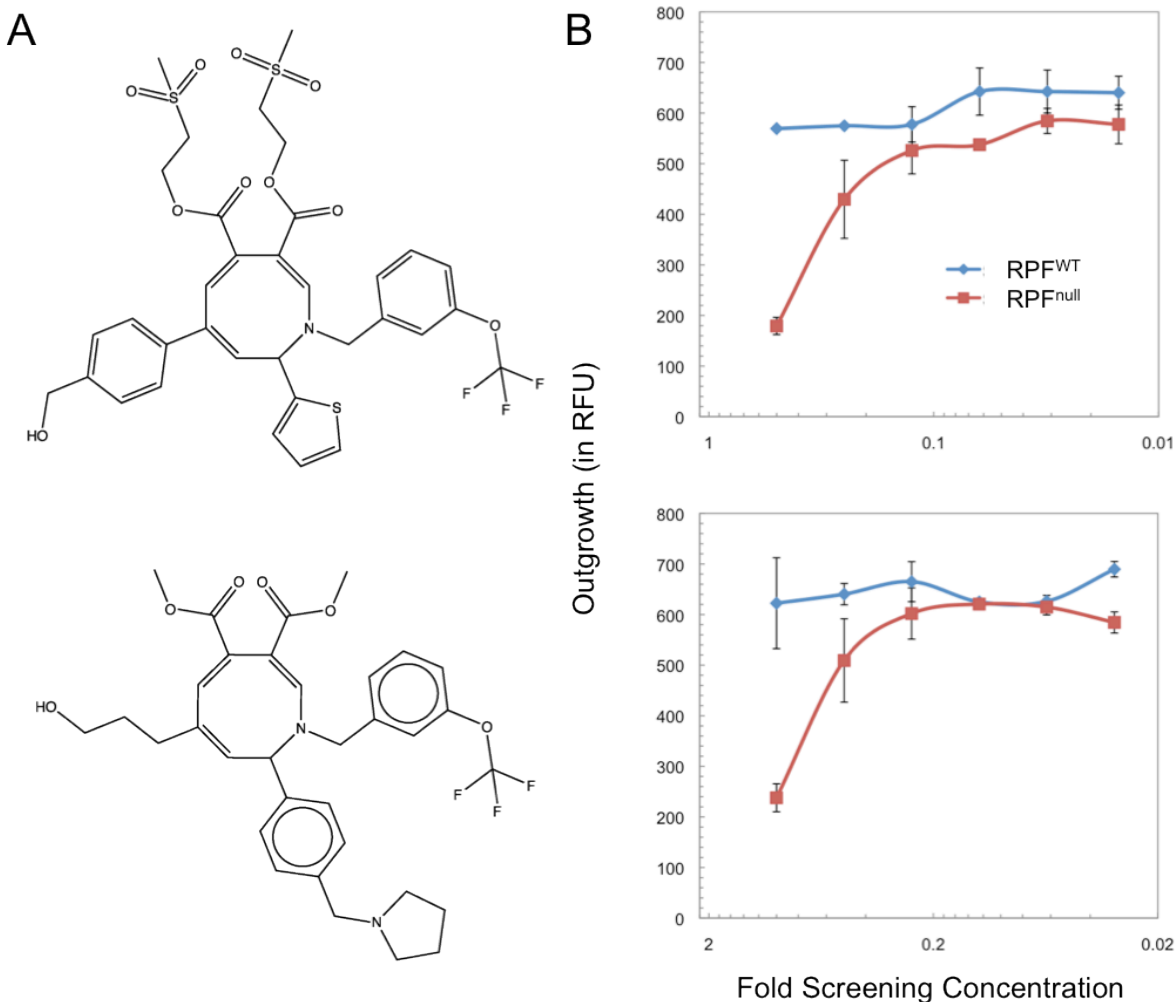 A
O
S
O
O
S
O
O
O
O
O
N
O
F
F
F
S
HO
B
800
700
600
500
400
300
200
100
0
1
0.1
0.01
RPF^WT
RPF^null
Outgrowth (in RFU)
O
O
O
O
HO
N
O
F
F
F
N
800
700
600
500
400
300
200
100
0
2
0.2
0.02
Fold Screening Concentration